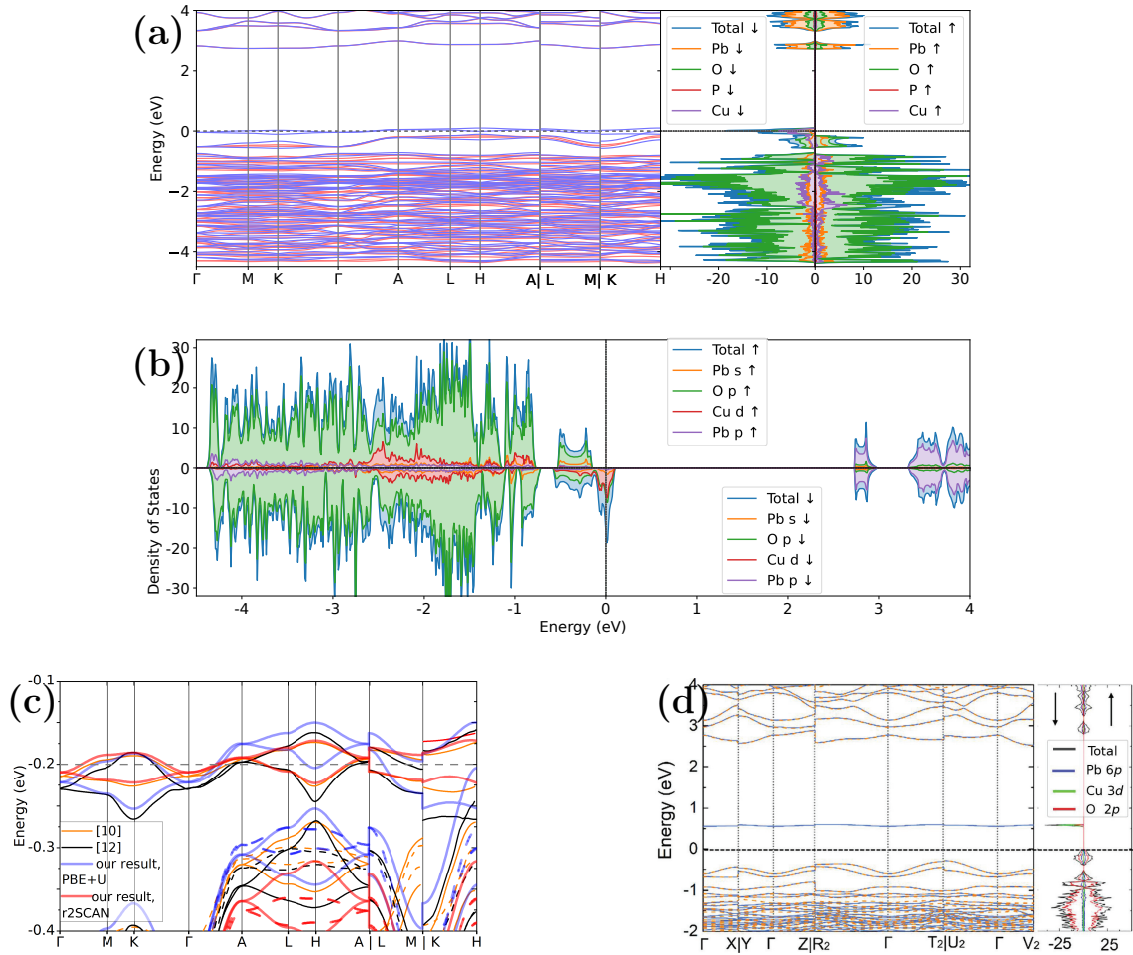 (a)
Energy (eV)
4
2
0
−2
−4
Γ M K Γ A L H A| L M| K H
Total ↓
Pb ↓
O ↓
P ↓
Cu ↓
Total ↑
Pb ↑
O ↑
P ↑
Cu ↑
−20 −10 0 10 20 30
(b)
Density of States
30
20
10
0
-10
-20
-30
Total ↑
Pb s ↑
O p ↑
Cu d ↑
Pb p ↑
Total ↓
Pb s ↓
O p ↓
Cu d ↓
Pb p ↓
-4 -3 -2 -1 0 1 2 3 4
Energy (eV)
(c)
Energy (eV)
-0.1
-0.2
-0.3
-0.4
[10]
[12]
our result,
PBE+U
our result,
r2SCAN
Γ M K Γ A L H A | L M | K H
(d)
Energy (eV)
4
3
2
1
0
-1
-2
Γ X|Y Γ Z|R₂ Γ T₂|U₂ Γ V₂
Total
Pb 6p
Cu 3d
O 2p
-25 25